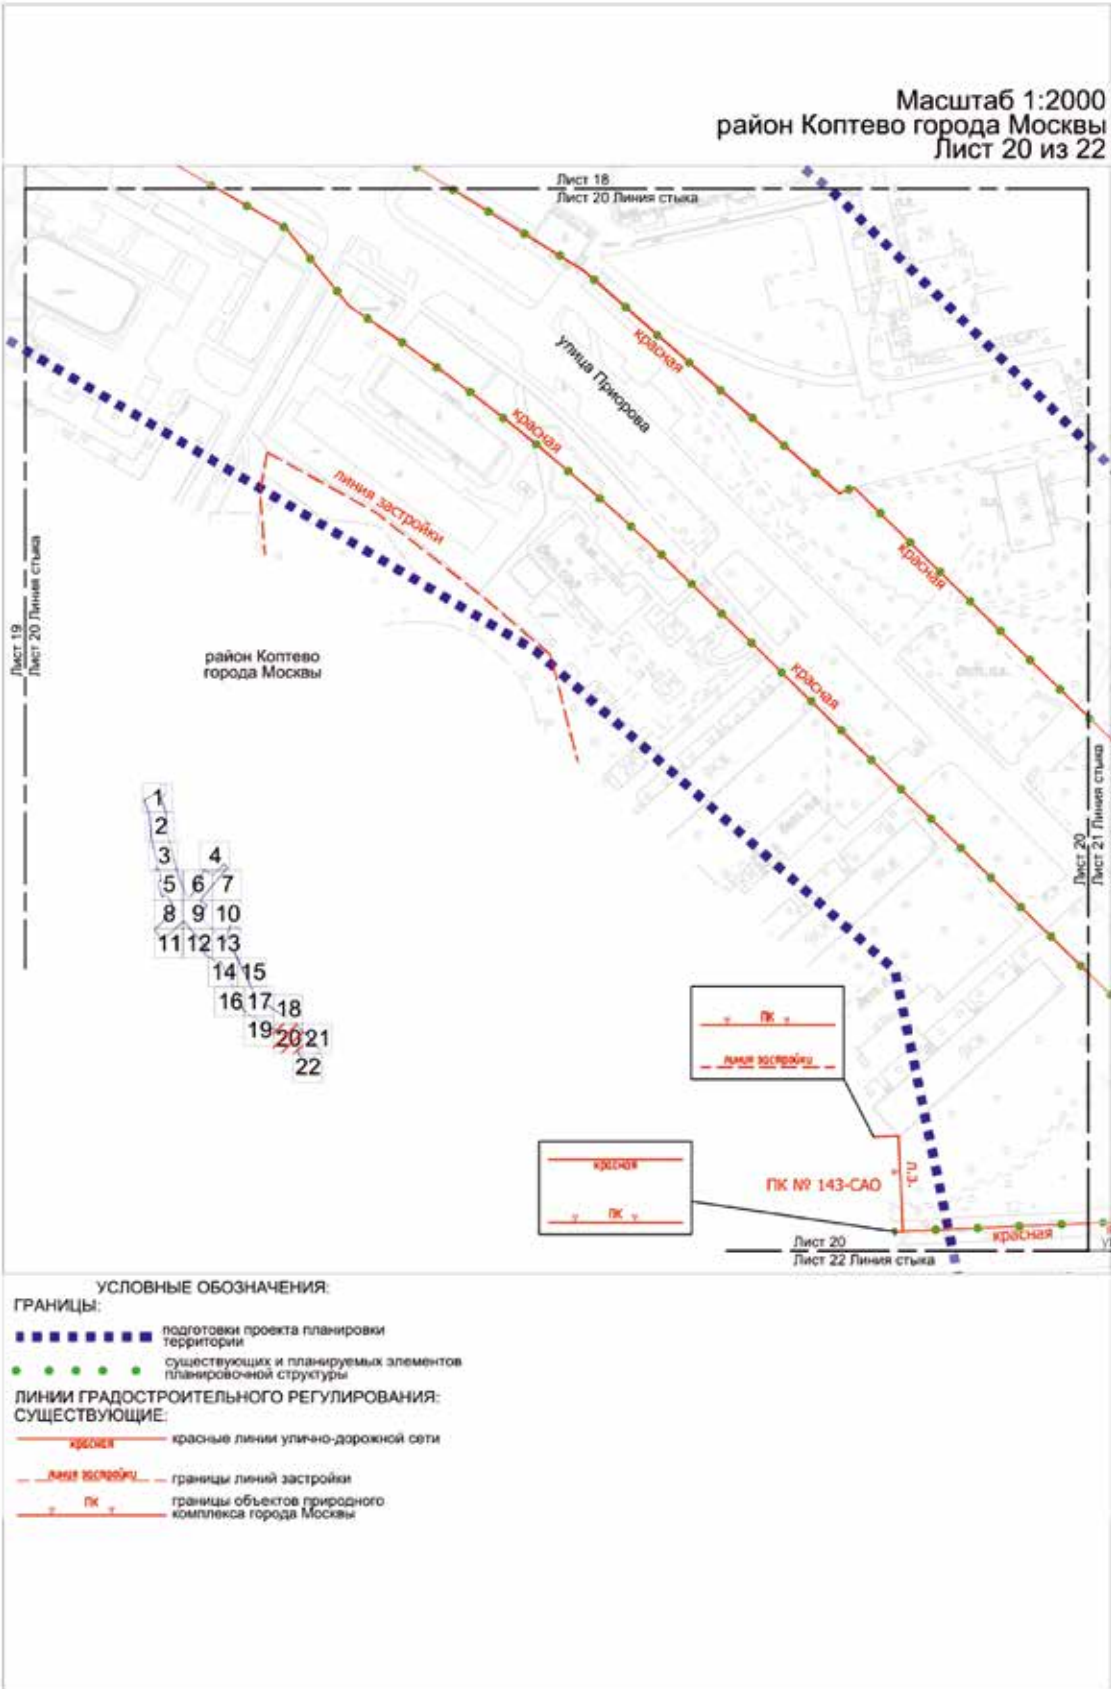 Масштаб 1:2000
район Коптево города Москвы
Лист 20 из 22
Лист 18
Лист 20 Линия стыка
красная
улица Приорова
красная
линия застройки
красная
Лист 19
Лист 20 Линия стыка
район Коптево
города Москвы
красная
Лист 20
Лист 21 Линия стыка
1
2
3 4
5 6 7
8 9 10
11 12 13
14 15
16 17 18
19 20 21
22
ПК
линия застройки
красная
ПК
ПК № 143-САО
л.з.
красная
Лист 20
Лист 22 Линия стыка
УСЛОВНЫЕ ОБОЗНАЧЕНИЯ:
ГРАНИЦЫ:
подготовки проекта планировки
территории
существующих и планируемых элементов
планировочной структуры
ЛИНИИ ГРАДОСТРОИТЕЛЬНОГО РЕГУЛИРОВАНИЯ:
СУЩЕСТВУЮЩИЕ:
красная
красные линии улично-дорожной сети
линия застройки
границы линий застройки
ПК
границы объектов природного
комплекса города Москвы